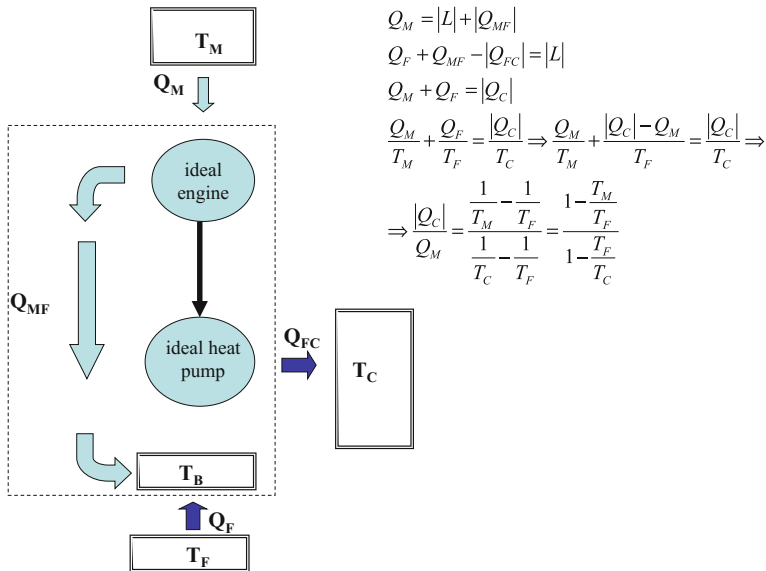 T_M
Q_M
ideal
engine
Q_MF
ideal heat
pump
Q_FC
T_C
T_B
Q_F
T_F
Q_M = |L| + |Q_MF|
Q_F + Q_MF − |Q_FC| = |L|
Q_M + Q_F = |Q_C|
Q_M/T_M + Q_F/T_F = |Q_C|/T_C ⇒ Q_M/T_M + (|Q_C| − Q_M)/T_F = |Q_C|/T_C ⇒
⇒ |Q_C|/Q_M = (1/T_M − 1/T_F)/(1/T_C − 1/T_F) = (1 − T_M/T_F)/(1 − T_F/T_C)